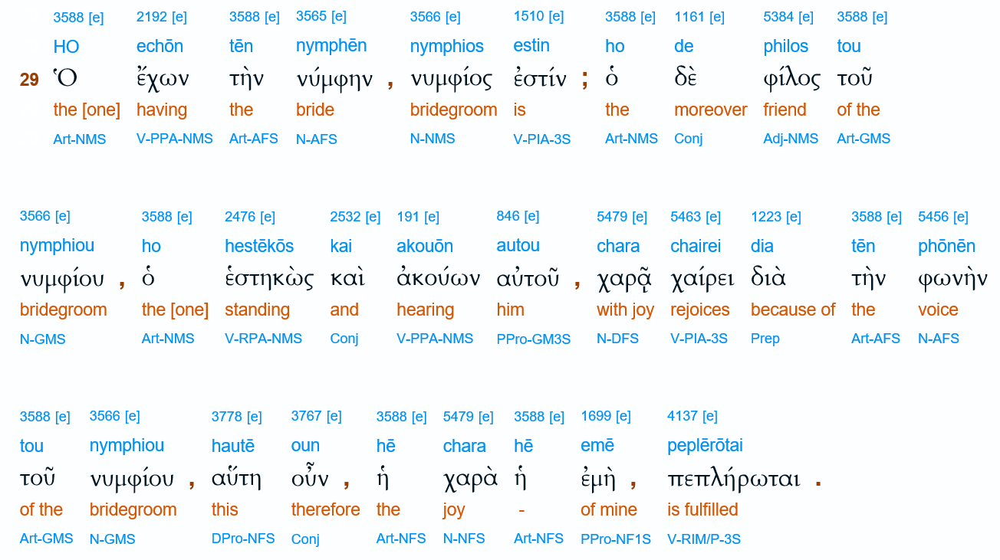 3588 [e] 2192 [e] 3588 [e] 3565 [e] 3566 [e] 1510 [e] 3588 [e] 1161 [e] 5384 [e] 3588 [e]
HO echōn tēn nymphēn nymphios estin ho de philos tou
29 Ὁ ἔχων τὴν νύμφην , νυμφίος ἐστίν ; ὁ δὲ φίλος τοῦ
the [one] having the bride bridegroom is the moreover friend of the
Art-NMS V-PPA-NMS Art-AFS N-AFS N-NMS V-PIA-3S Art-NMS Conj Adj-NMS Art-GMS
3566 [e] 3588 [e] 2476 [e] 2532 [e] 191 [e] 846 [e] 5479 [e] 5463 [e] 1223 [e] 3588 [e] 5456 [e]
nymphiou ho hestēkōs kai akouōn autou chara chairei dia tēn phōnēn
νυμφίου , ὁ ἑστηκὼς καὶ ἀκούων αὐτοῦ , χαρᾷ χαίρει διὰ τὴν φωνὴν
bridegroom the [one] standing and hearing him with joy rejoices because of the voice
N-GMS Art-NMS V-RPA-NMS Conj V-PPA-NMS PPro-GM3S N-DFS V-PIA-3S Prep Art-AFS N-AFS
3588 [e] 3566 [e] 3778 [e] 3767 [e] 3588 [e] 5479 [e] 3588 [e] 1699 [e] 4137 [e]
tou nymphiou hautē oun hē chara hē emē peplērōtai
τοῦ νυμφίου , αὕτη οὖν , ἡ χαρὰ ἡ ἐμὴ , πεπλήρωται .
of the bridegroom this therefore the joy - of mine is fulfilled
Art-GMS N-GMS DPro-NFS Conj Art-NFS N-NFS Art-NFS PPro-NF1S V-RIM/P-3S